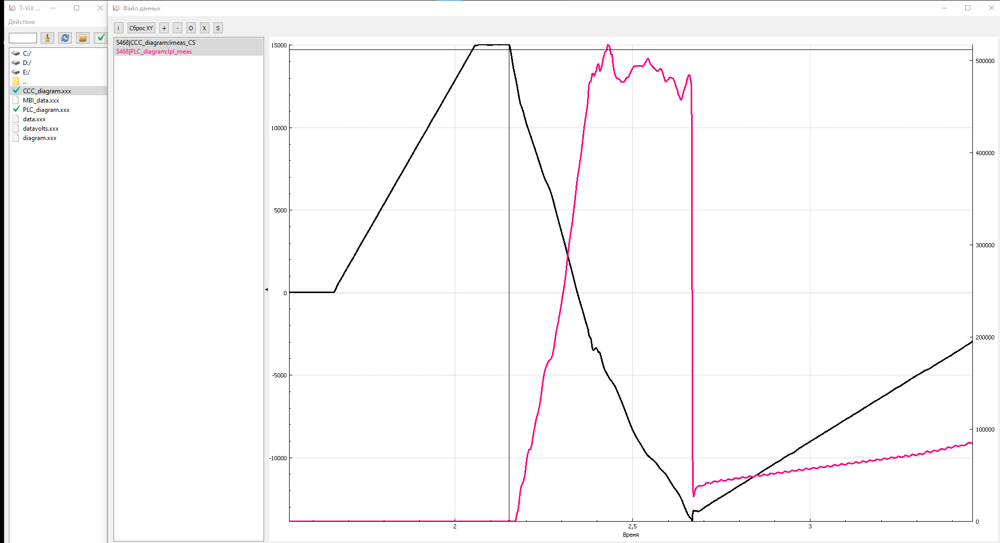 T-ViX ...
Действие
C:/
D:/
E:/
..
CCC_diagram.xxx
MBI_data.xxx
PLC_diagram.xxx
data.xxx
datavolts.xxx
diagram.xxx
Файл данных
i Сброс XY + - O X S
5468|CCC_diagram:Imeas_CS
5468|PLC_diagram:Ipl_meas
15000
10000
5000
0
-5000
-10000
500000
400000
300000
200000
100000
0
2 2,5 3
Время